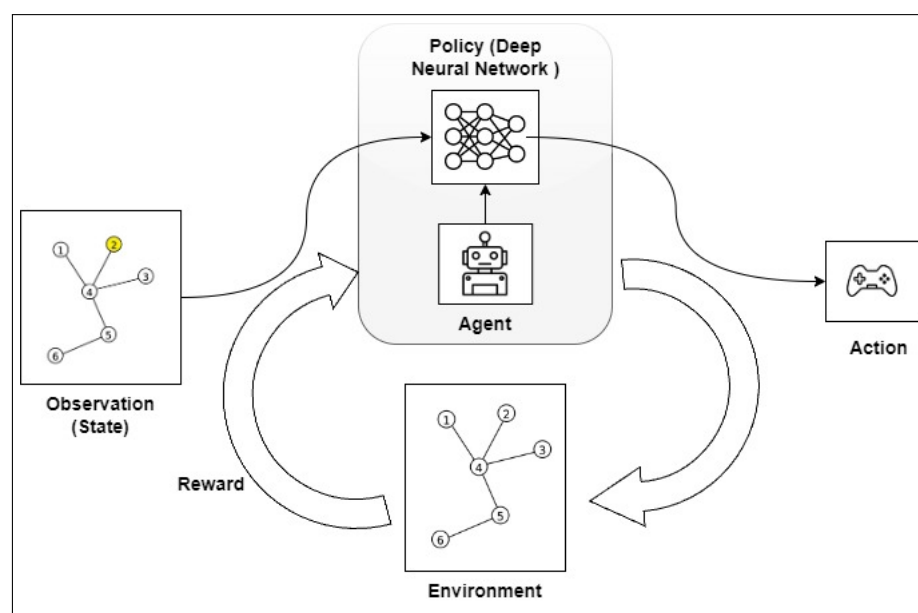 Policy (Deep
Neural Network )
1
2
3
4
5
6
Agent
Action
Observation
(State)
1
2
3
4
5
6
Reward
Environment